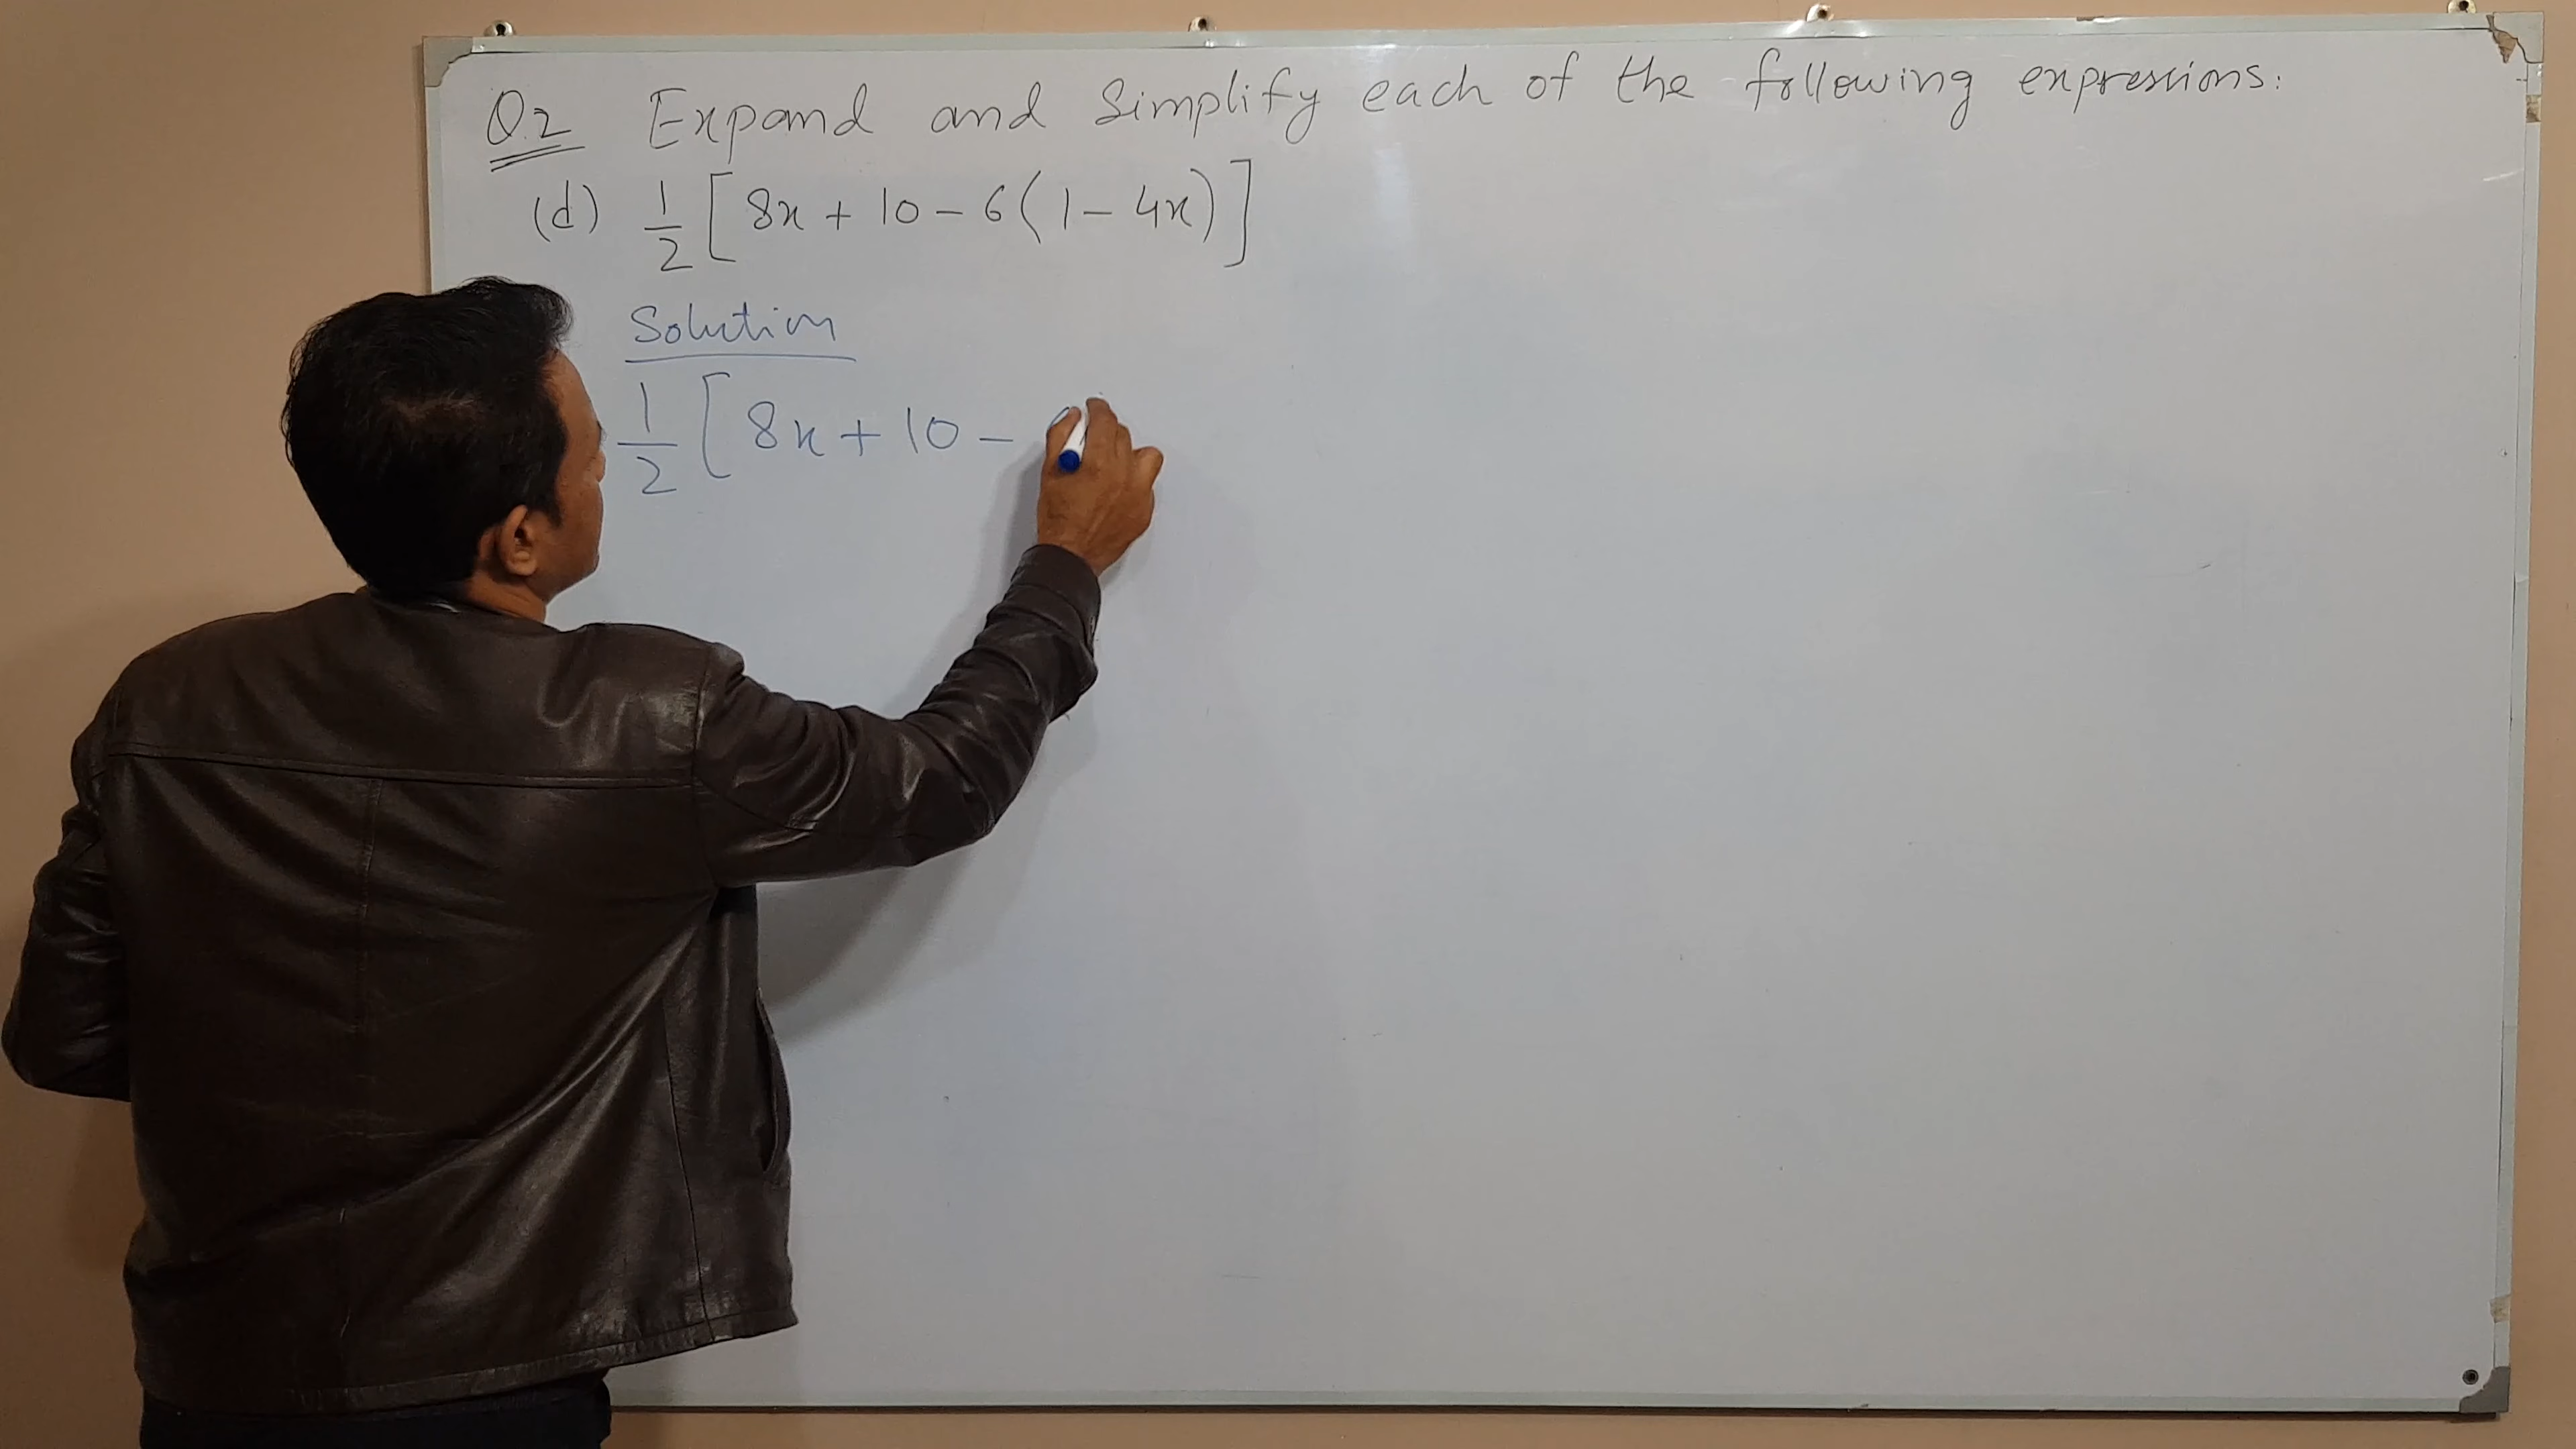 Q.2 Expand and Simplify each of the following expressions:
(d) 1/2 [ 8x + 10 - 6 ( 1 - 4x ) ]
Solution
1/2 [ 8x + 10 -